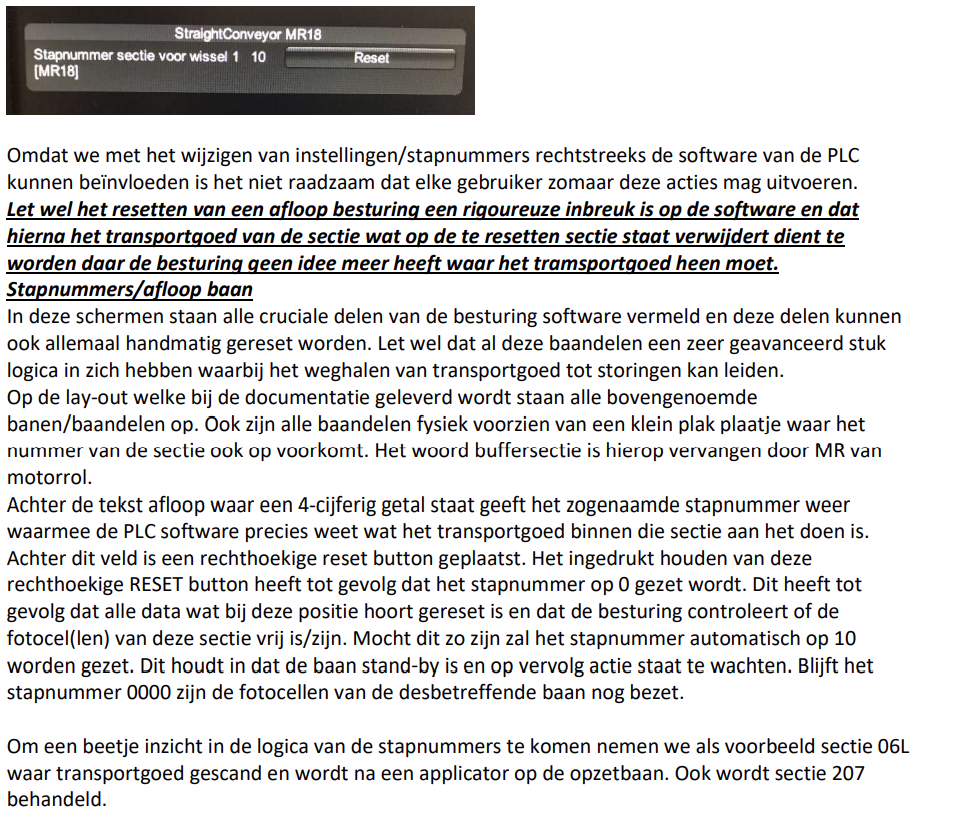 StraightConveyor MR18
Stapnummer sectie voor wissel 1 10 Reset
[MR18]
Omdat we met het wijzigen van instellingen/stapnummers rechtstreeks de software van de PLC
kunnen beïnvloeden is het niet raadzaam dat elke gebruiker zomaar deze acties mag uitvoeren.
Let wel het resetten van een afloop besturing een rigoureuze inbreuk is op de software en dat
hierna het transportgoed van de sectie wat op de te resetten sectie staat verwijdert dient te
worden daar de besturing geen idee meer heeft waar het tramsportgoed heen moet.
Stapnummers/afloop baan
In deze schermen staan alle cruciale delen van de besturing software vermeld en deze delen kunnen
ook allemaal handmatig gereset worden. Let wel dat al deze baandelen een zeer geavanceerd stuk
logica in zich hebben waarbij het weghalen van transportgoed tot storingen kan leiden.
Op de lay-out welke bij de documentatie geleverd wordt staan alle bovengenoemde
banen/baandelen op. Ook zijn alle baandelen fysiek voorzien van een klein plak plaatje waar het
nummer van de sectie ook op voorkomt. Het woord buffersectie is hierop vervangen door MR van
motorrol.
Achter de tekst afloop waar een 4-cijferig getal staat geeft het zogenaamde stapnummer weer
waarmee de PLC software precies weet wat het transportgoed binnen die sectie aan het doen is.
Achter dit veld is een rechthoekige reset button geplaatst. Het ingedrukt houden van deze
rechthoekige RESET button heeft tot gevolg dat het stapnummer op 0 gezet wordt. Dit heeft tot
gevolg dat alle data wat bij deze positie hoort gereset is en dat de besturing controleert of de
fotocel(len) van deze sectie vrij is/zijn. Mocht dit zo zijn zal het stapnummer automatisch op 10
worden gezet. Dit houdt in dat de baan stand-by is en op vervolg actie staat te wachten. Blijft het
stapnummer 0000 zijn de fotocellen van de desbetreffende baan nog bezet.
Om een beetje inzicht in de logica van de stapnummers te komen nemen we als voorbeeld sectie 06L
waar transportgoed gescand en wordt na een applicator op de opzetbaan. Ook wordt sectie 207
behandeld.